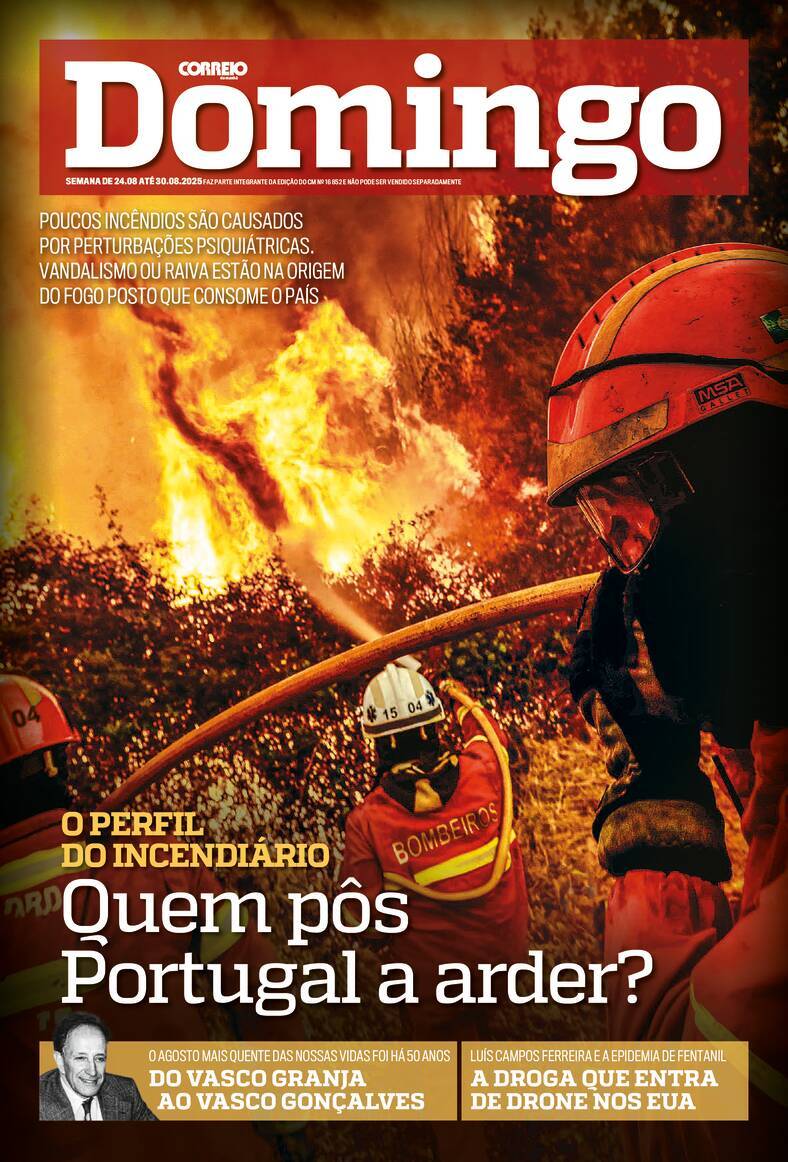 CORREIO
da manhã
Domingo
SEMANA DE 24.08 ATÉ 30.08.2025 FAZ PARTE INTEGRANTE DA EDIÇÃO DO CM Nº 16 852 E NÃO PODE SER VENDIDO SEPARADAMENTE
POUCOS INCÊNDIOS SÃO CAUSADOS
POR PERTURBAÇÕES PSIQUIÁTRICAS.
VANDALISMO OU RAIVA ESTÃO NA ORIGEM
DO FOGO POSTO QUE CONSOME O PAÍS
MSA
GALLET
04
15 04
BOMBEIROS
O PERFIL
DO INCENDIÁRIO
Quem pôs
Portugal a arder?
O AGOSTO MAIS QUENTE DAS NOSSAS VIDAS FOI HÁ 50 ANOS
DO VASCO GRANJA
AO VASCO GONÇALVES
LUÍS CAMPOS FERREIRA E A EPIDEMIA DE FENTANIL
A DROGA QUE ENTRA
DE DRONE NOS EUA